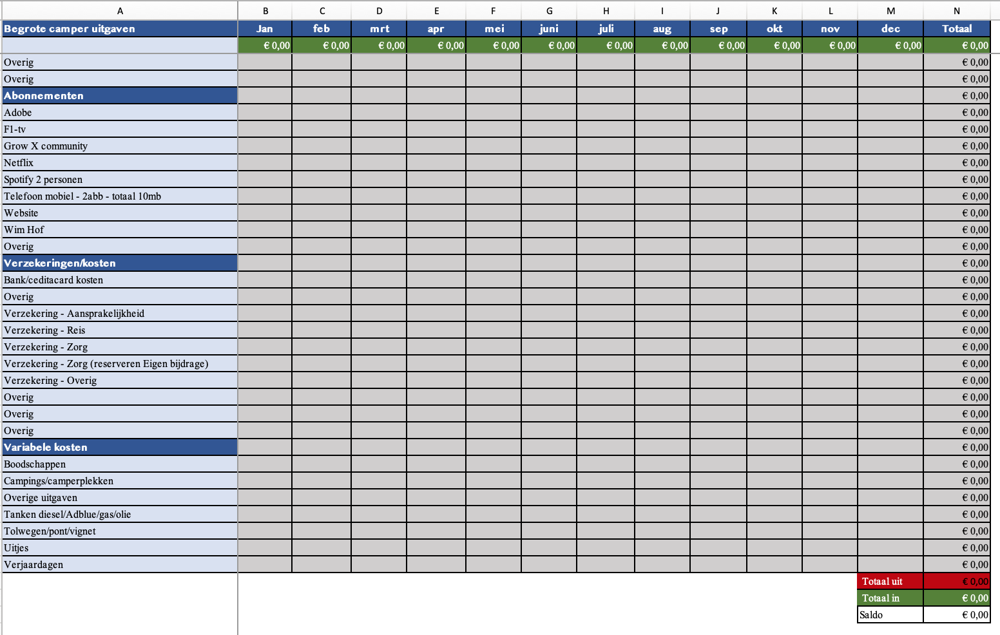 A B C D E F G H I J K L M N
Begrote camper uitgaven Jan feb mrt apr mei juni juli aug sep okt nov dec Totaal
€ 0,00 € 0,00 € 0,00 € 0,00 € 0,00 € 0,00 € 0,00 € 0,00 € 0,00 € 0,00 € 0,00 € 0,00 € 0,00
Overig € 0,00
Overig € 0,00
Abonnementen € 0,00
Adobe € 0,00
F1-tv € 0,00
Grow X community € 0,00
Netflix € 0,00
Spotify 2 personen € 0,00
Telefoon mobiel - 2abb - totaal 10mb € 0,00
Website € 0,00
Wim Hof € 0,00
Overig € 0,00
Verzekeringen/kosten € 0,00
Bank/ceditacard kosten € 0,00
Overig € 0,00
Verzekering - Aansprakelijkheid € 0,00
Verzekering - Reis € 0,00
Verzekering - Zorg € 0,00
Verzekering - Zorg (reserveren Eigen bijdrage) € 0,00
Verzekering - Overig € 0,00
Overig € 0,00
Overig € 0,00
Overig € 0,00
Variabele kosten € 0,00
Boodschappen € 0,00
Campings/camperplekken € 0,00
Overige uitgaven € 0,00
Tanken diesel/Adblue/gas/olie € 0,00
Tolwegen/pont/vignet € 0,00
Uitjes € 0,00
Verjaardagen € 0,00
Totaal uit € 0,00
Totaal in € 0,00
Saldo € 0,00